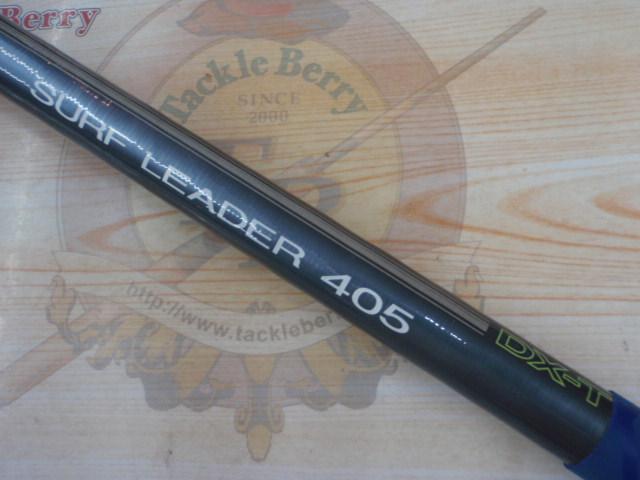 Berry
Tackle Berry
SINCE
2000
SURF LEADER 405
http://www.tackleber
DX-T